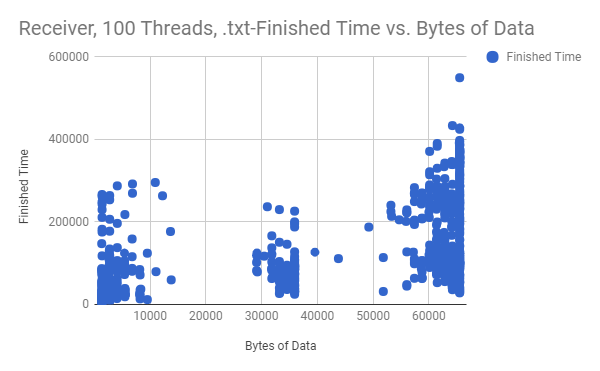 Receiver, 100 Threads, .txt-Finished Time vs. Bytes of Data
Finished Time
600000
400000
200000
0
Finished Time
10000
20000
30000
40000
50000
60000
Bytes of Data